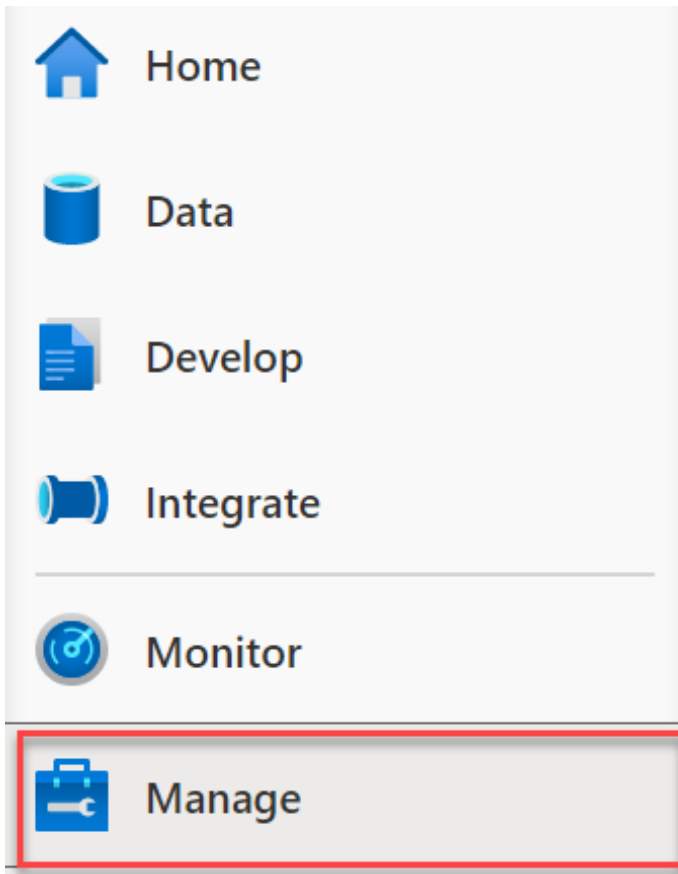 Home
Data
Develop
Integrate
Monitor
Manage